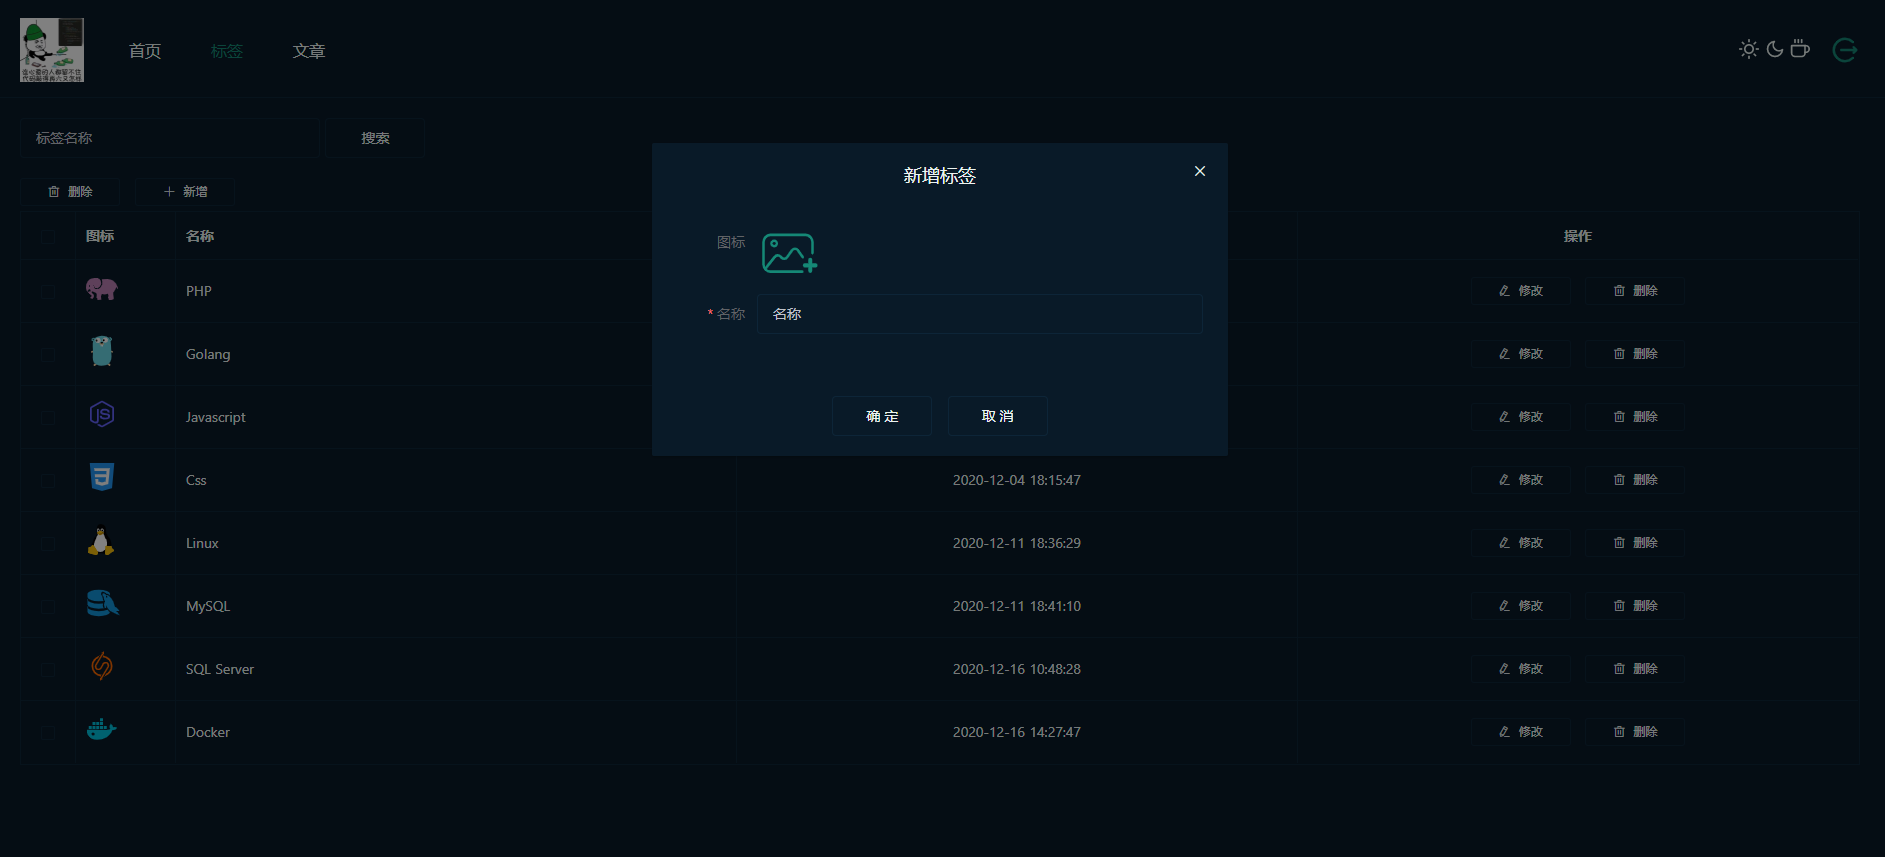 首页 标签 文章
标签名称 搜索
删除 新增
图标 名称 操作
PHP 修改 删除
Golang 修改 删除
Javascript 修改 删除
Css 2020-12-04 18:15:47 修改 删除
Linux 2020-12-11 18:36:29 修改 删除
MySQL 2020-12-11 18:41:10 修改 删除
SQL Server 2020-12-16 10:48:28 修改 删除
Docker 2020-12-16 14:27:47 修改 删除
新增标签
图标
* 名称 名称
确 定 取 消